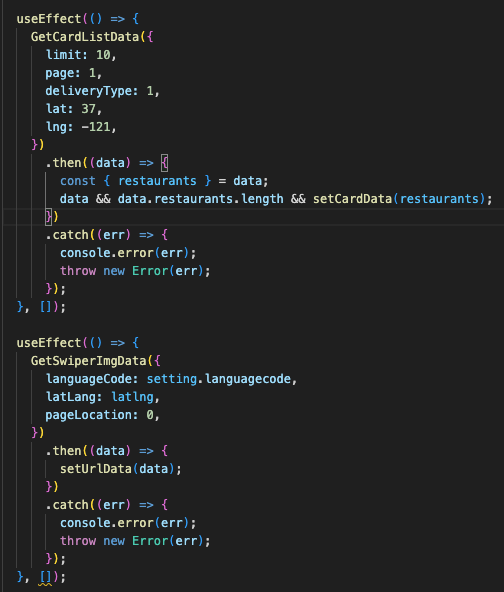 useEffect(() => {
  GetCardListData({
    limit: 10,
    page: 1,
    deliveryType: 1,
    lat: 37,
    lng: -121,
  })
    .then((data) => {
      const { restaurants } = data;
      data && data.restaurants.length && setCardData(restaurants);
    })
    .catch((err) => {
      console.error(err);
      throw new Error(err);
    });
}, []);

useEffect(() => {
  GetSwiperImgData({
    languageCode: setting.languagecode,
    latLang: latlng,
    pageLocation: 0,
  })
    .then((data) => {
      setUrlData(data);
    })
    .catch((err) => {
      console.error(err);
      throw new Error(err);
    });
}, []);